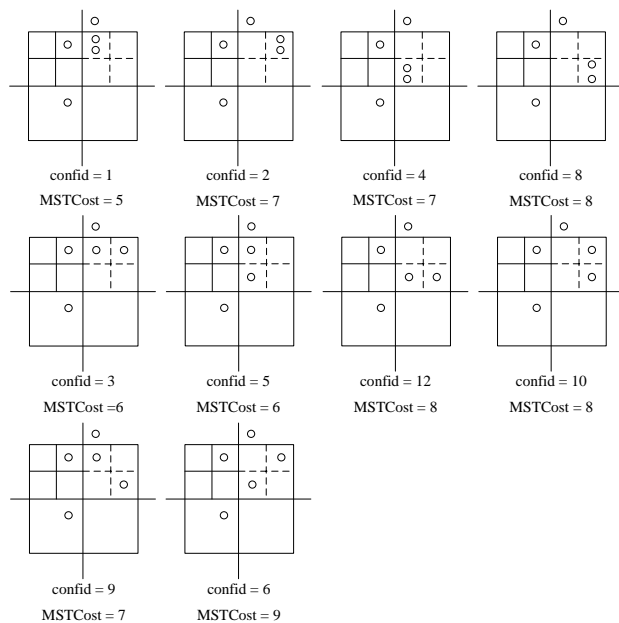 confid = 1
MSTCost = 5
confid = 2
MSTCost = 7
confid = 4
MSTCost = 7
confid = 8
MSTCost = 8
confid = 3
MSTCost =6
confid = 5
MSTCost = 6
confid = 12
MSTCost = 8
confid = 10
MSTCost = 8
confid = 9
MSTCost = 7
confid = 6
MSTCost = 9